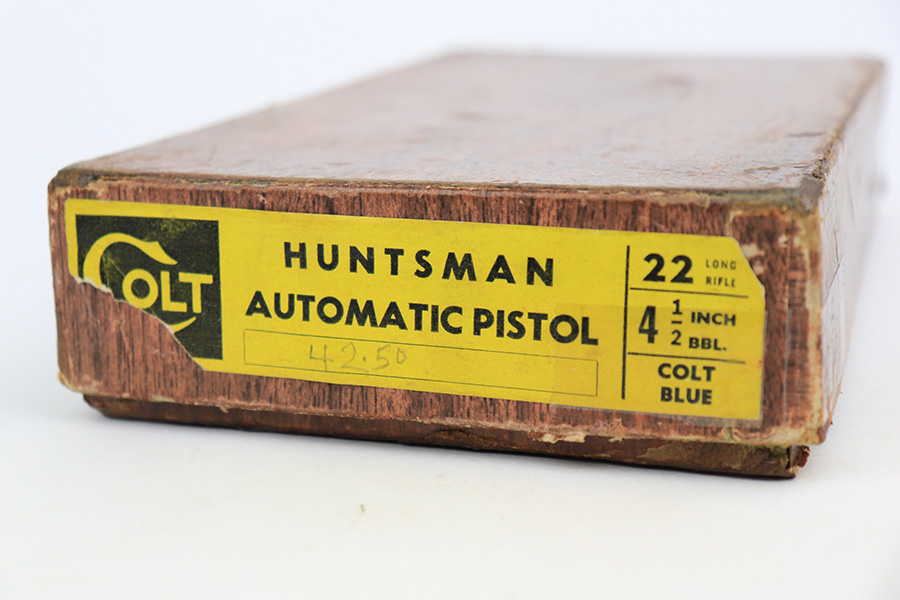 COLT
HUNTSMAN
AUTOMATIC PISTOL
42.50
22 LONG RIFLE
4 1/2 INCH BBL.
COLT
BLUE